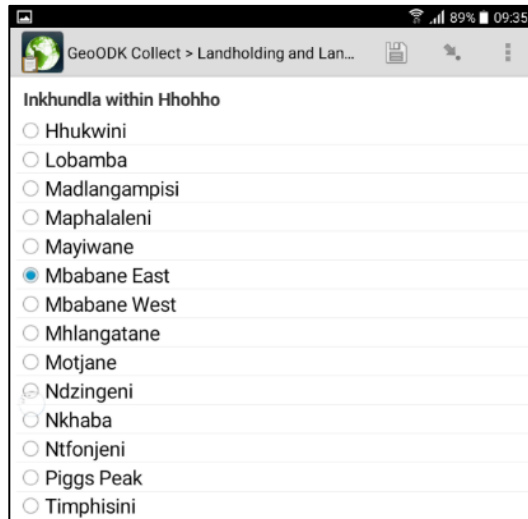 89% 09:35
GeoODK Collect > Landholding and Lan...
Inkhundla within Hhohho
Hhukwini
Lobamba
Madlangampisi
Maphalaleni
Mayiwane
Mbabane East
Mbabane West
Mhlangatane
Motjane
Ndzingeni
Nkhaba
Ntfonjeni
Piggs Peak
Timphisini